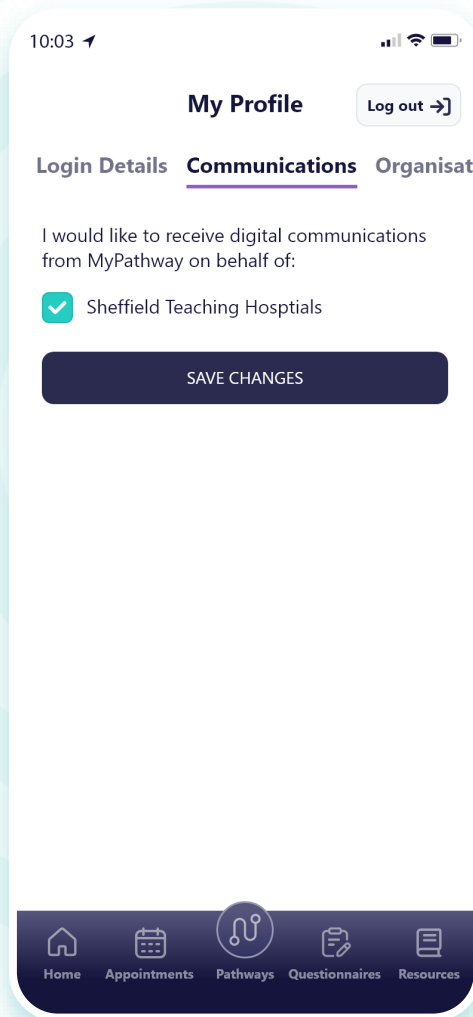 10:03
My Profile
Log out
Login Details Communications Organisat
I would like to receive digital communications
from MyPathway on behalf of:
Sheffield Teaching Hosptials
SAVE CHANGES
Home Appointments Pathways Questionnaires Resources